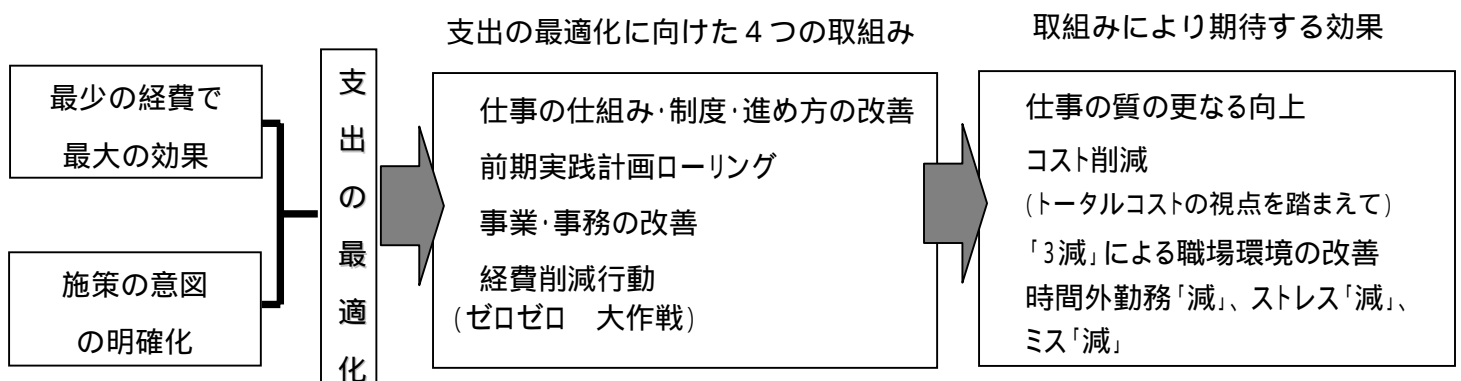 支出の最適化に向けた４つの取組み
取組みにより期待する効果
最少の経費で
最大の効果
施策の意図
の明確化
支出の最適化
仕事の仕組み･制度･進め方の改善
前期実践計画ローリング
事業･事務の改善
経費削減行動
(ゼロゼロ　大作戦)
仕事の質の更なる向上
コスト削減
(トータルコストの視点を踏まえて)
｢3減｣による職場環境の改善
時間外勤務｢減｣、ストレス｢減｣、
ミス｢減｣